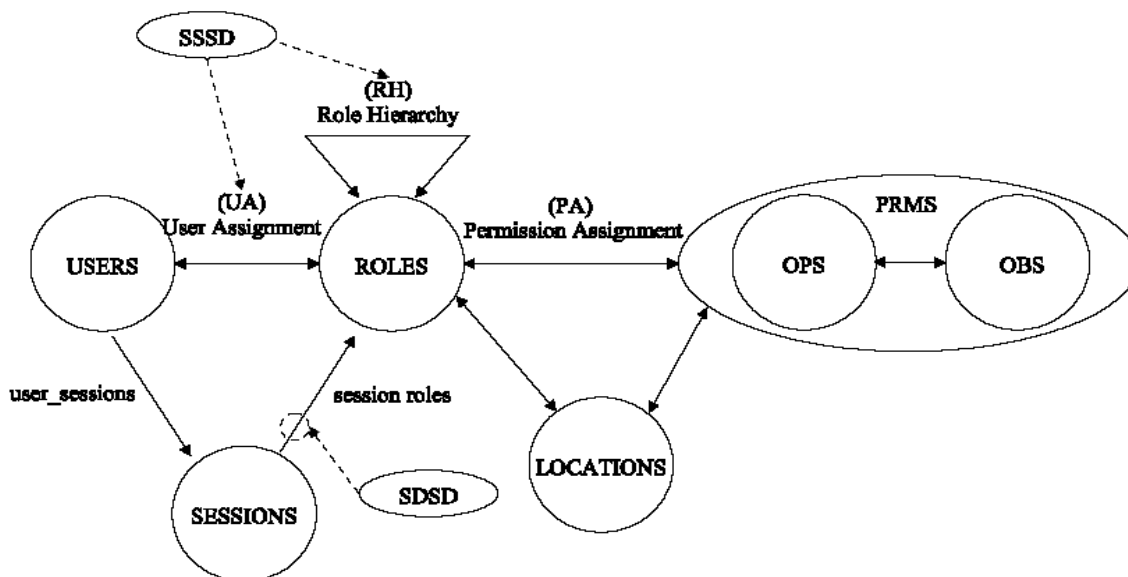 SSSD
(RH)
Role Hierarchy
(UA)
User Assignment
(PA)
Permission Assignment
PRMS
USERS
ROLES
OPS
OBS
user_sessions
session roles
LOCATIONS
SDSD
SESSIONS